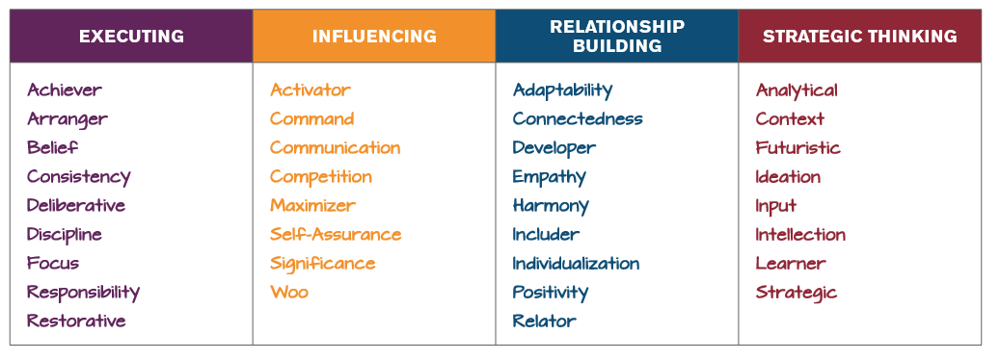 EXECUTING
INFLUENCING
RELATIONSHIP
BUILDING
STRATEGIC THINKING
Achiever
Arranger
Belief
Consistency
Deliberative
Discipline
Focus
Responsibility
Restorative
Activator
Command
Communication
Competition
Maximizer
Self-Assurance
Significance
Woo
Adaptability
Connectedness
Developer
Empathy
Harmony
Includer
Individualization
Positivity
Relator
Analytical
Context
Futuristic
Ideation
Input
Intellection
Learner
Strategic